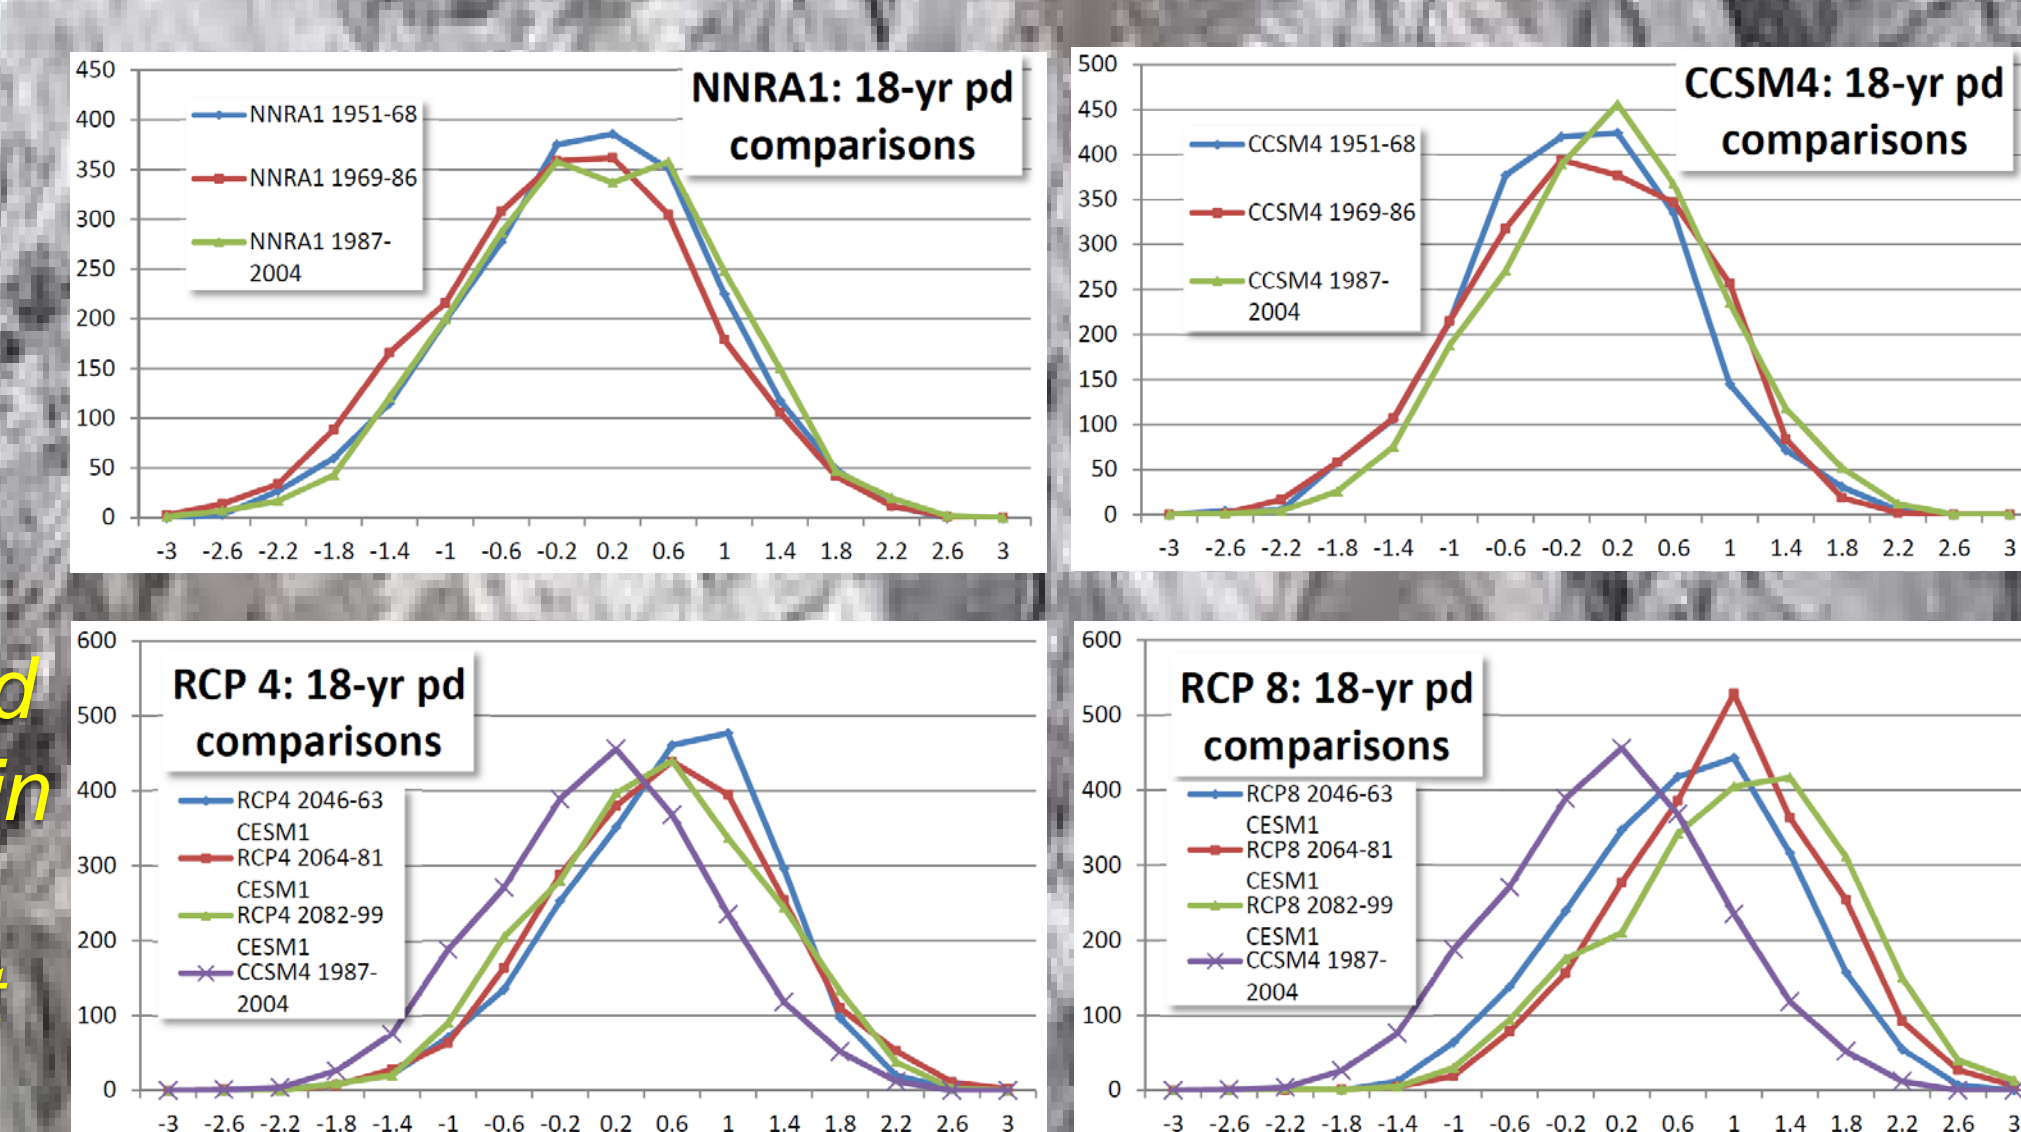 450
400
350
300
250
200
150
100
50
0
NNRA1: 18-yr pd
comparisons
NNRA1 1951-68
NNRA1 1969-86
NNRA1 1987-
2004
-3 -2.6 -2.2 -1.8 -1.4 -1 -0.6 -0.2 0.2 0.6 1 1.4 1.8 2.2 2.6 3
500
450
400
350
300
250
200
150
100
50
0
CCSM4: 18-yr pd
comparisons
CCSM4 1951-68
CCSM4 1969-86
CCSM4 1987-
2004
-3 -2.6 -2.2 -1.8 -1.4 -1 -0.6 -0.2 0.2 0.6 1 1.4 1.8 2.2 2.6 3
d
in
600
500
400
300
200
100
0
RCP 4: 18-yr pd
comparisons
RCP4 2046-63
CESM1
RCP4 2064-81
CESM1
RCP4 2082-99
CESM1
CCSM4 1987-
2004
-3 -2.6 -2.2 -1.8 -1.4 -1 -0.6 -0.2 0.2 0.6 1 1.4 1.8 2.2 2.6 3
600
500
400
300
200
100
0
RCP 8: 18-yr pd
comparisons
RCP8 2046-63
CESM1
RCP8 2064-81
CESM1
RCP8 2082-99
CESM1
CCSM4 1987-
2004
-3 -2.6 -2.2 -1.8 -1.4 -1 -0.6 -0.2 0.2 0.6 1 1.4 1.8 2.2 2.6 3